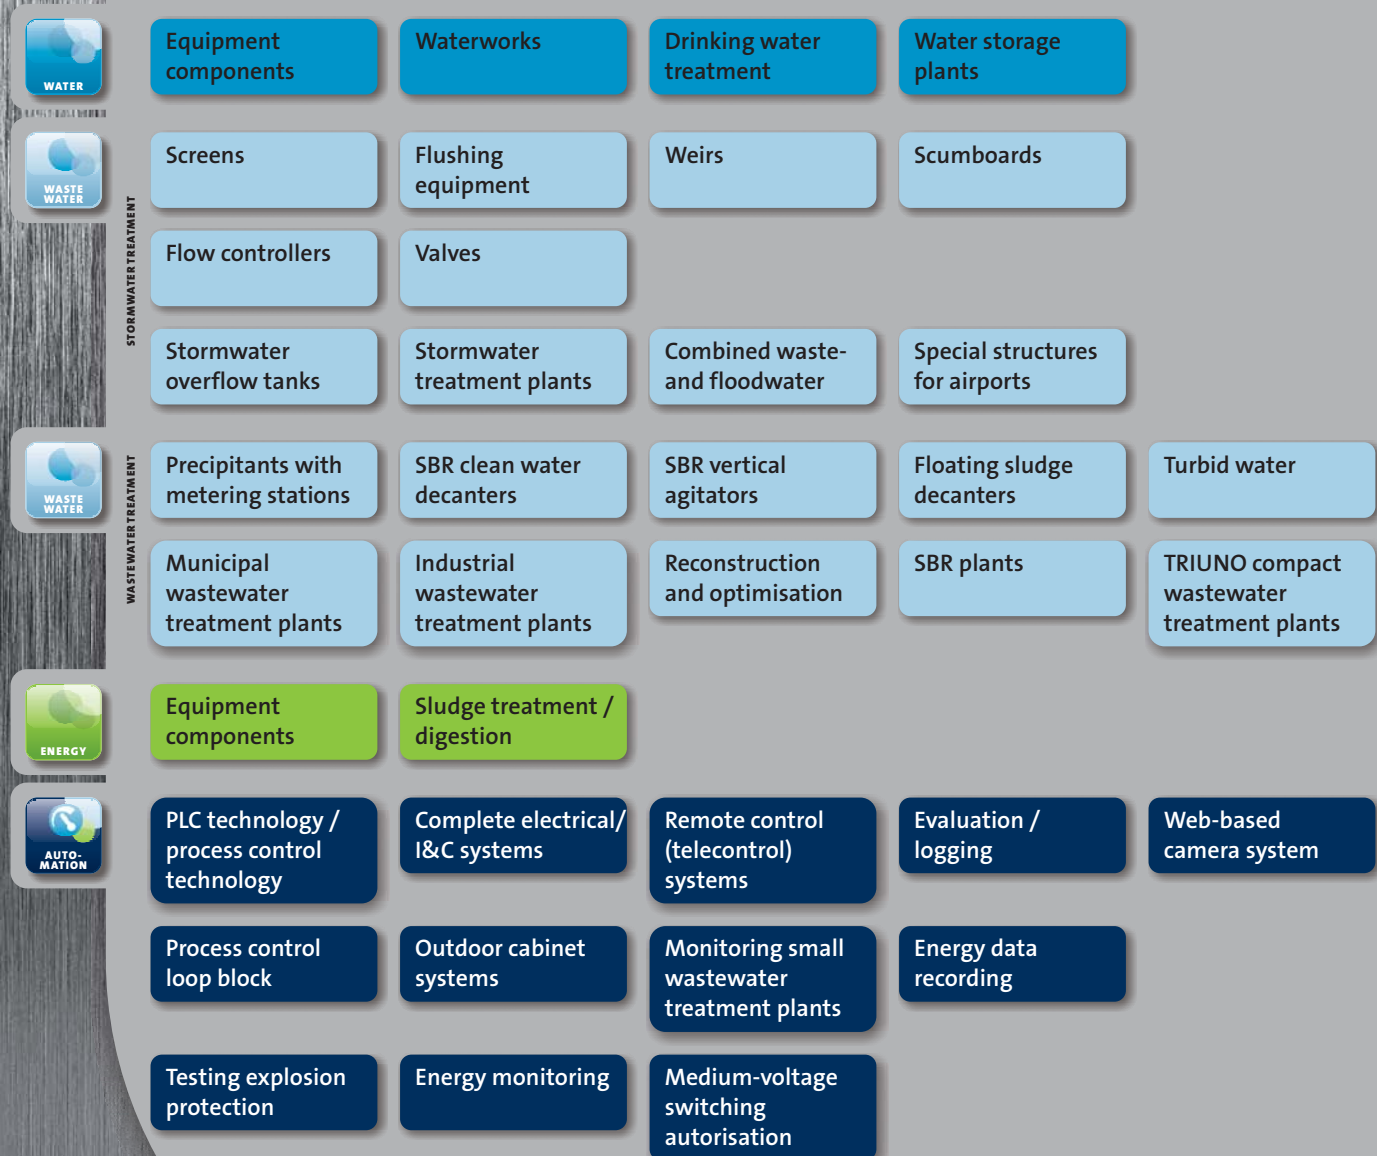 WATER
Equipment
components
Waterworks
Drinking water
treatment
Water storage
plants
WASTE
WATER
STORMWATER TREATMENT
Screens
Flushing
equipment
Weirs
Scumboards
Flow controllers
Valves
Stormwater
overflow tanks
Stormwater
treatment plants
Combined waste-
and floodwater
Special structures
for airports
WASTE
WATER
WASTEWATER TREATMENT
Precipitants with
metering stations
SBR clean water
decanters
SBR vertical
agitators
Floating sludge
decanters
Turbid water
Municipal
wastewater
treatment plants
Industrial
wastewater
treatment plants
Reconstruction
and optimisation
SBR plants
TRIUNO compact
wastewater
treatment plants
ENERGY
Equipment
components
Sludge treatment /
digestion
AUTO-
MATION
PLC technology /
process control
technology
Complete electrical/
I&C systems
Remote control
(telecontrol)
systems
Evaluation /
logging
Web-based
camera system
Process control
loop block
Outdoor cabinet
systems
Monitoring small
wastewater
treatment plants
Energy data
recording
Testing explosion
protection
Energy monitoring
Medium-voltage
switching
autorisation